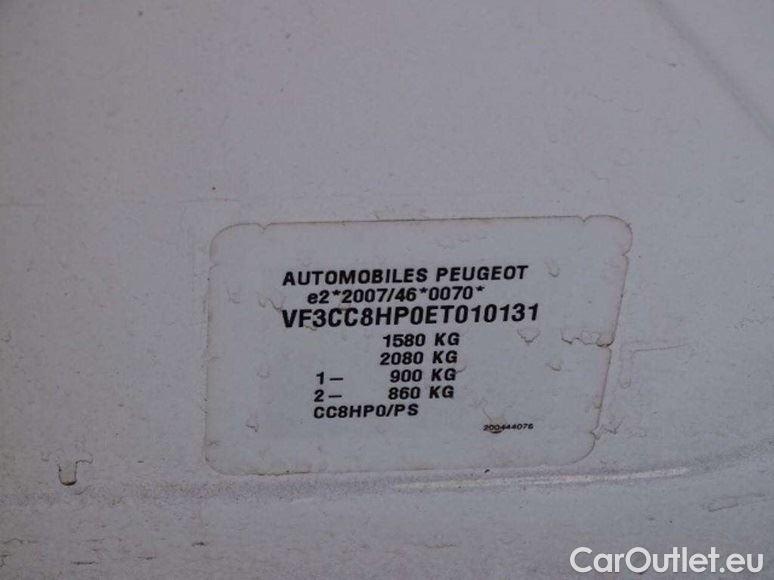 AUTOMOBILES PEUGEOT
e2*2007/46*0070*
VF3CC8HP0ET010131
1580 KG
2080 KG
1— 900 KG
2— 860 KG
CC8HP0/PS
200444076
CarOutlet.eu